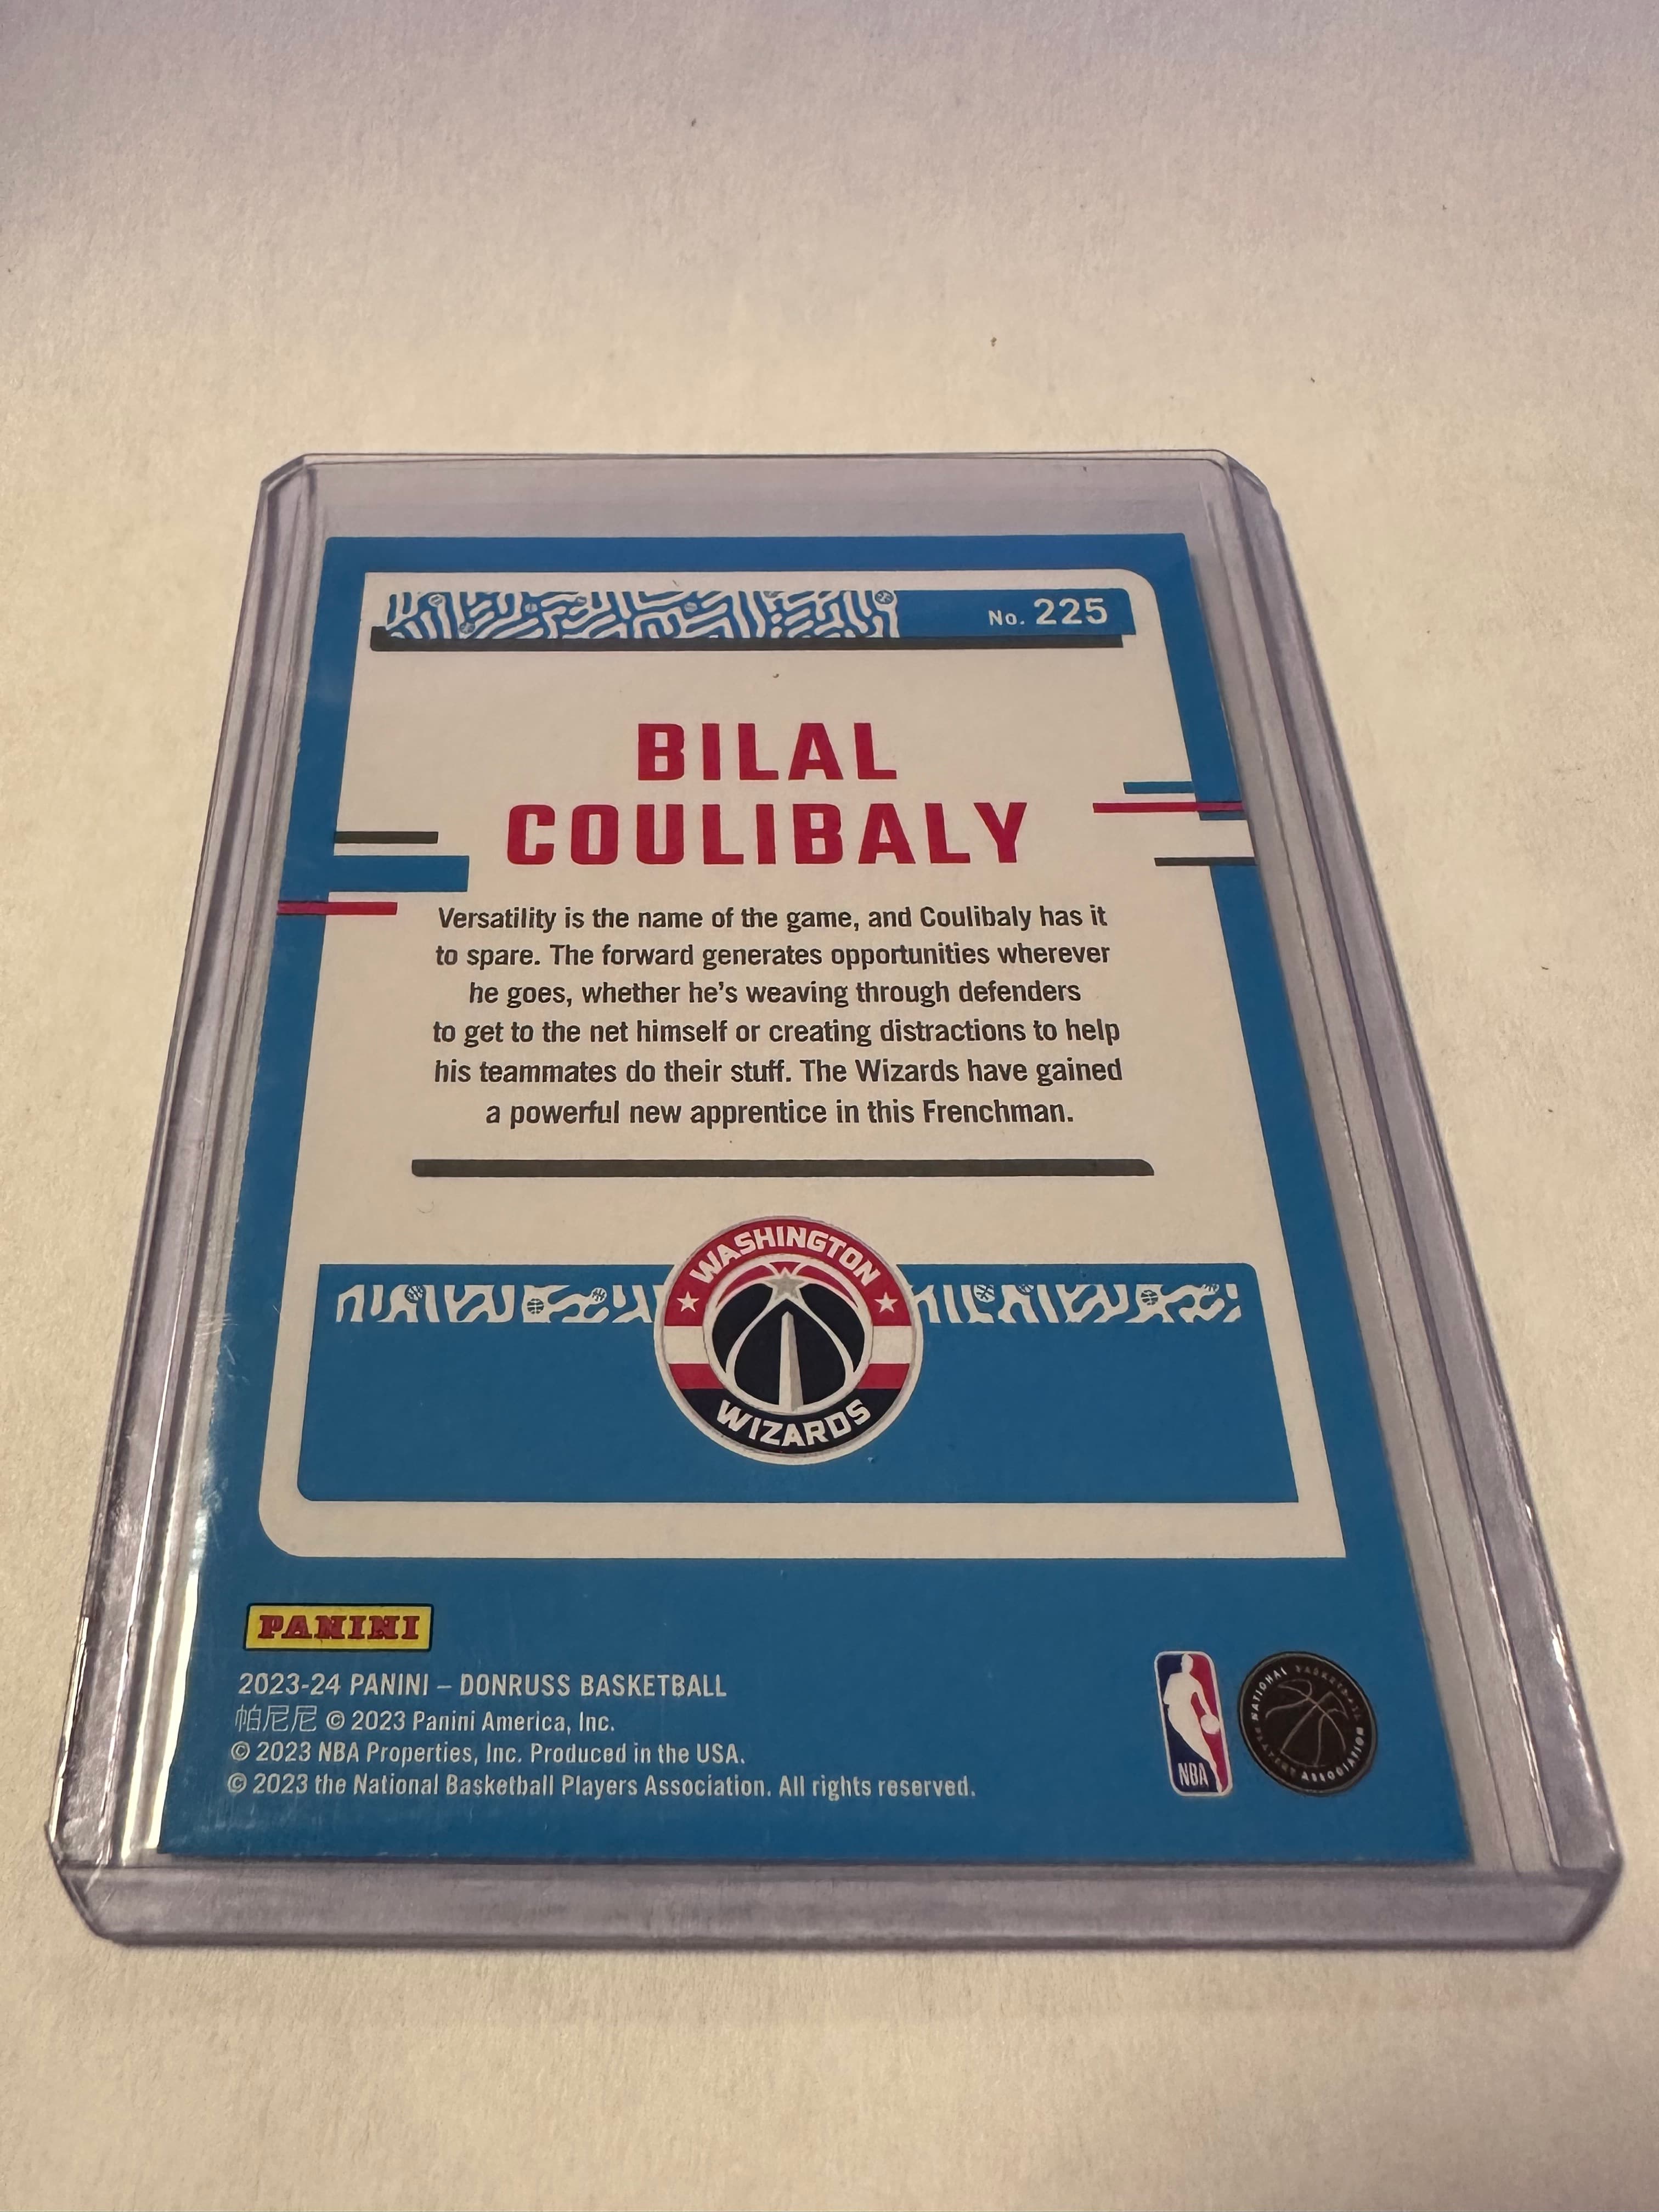 No. 225
BILAL
COULIBALY
Versatility is the name of the game, and Coulibaly has it
to spare. The forward generates opportunities wherever
he goes, whether he's weaving through defenders
to get to the net himself or creating distractions to help
his teammates do their stuff. The Wizards have gained
a powerful new apprentice in this Frenchman.
WASHINGTON
WIZARDS
PANINI
2023-24 PANINI – DONRUSS BASKETBALL
帕尼尼 © 2023 Panini America, Inc.
© 2023 NBA Properties, Inc. Produced in the USA.
© 2023 the National Basketball Players Association. All rights reserved.
NBA
NATIONAL BASKETBALL
PLAYERS ASSOCIATION